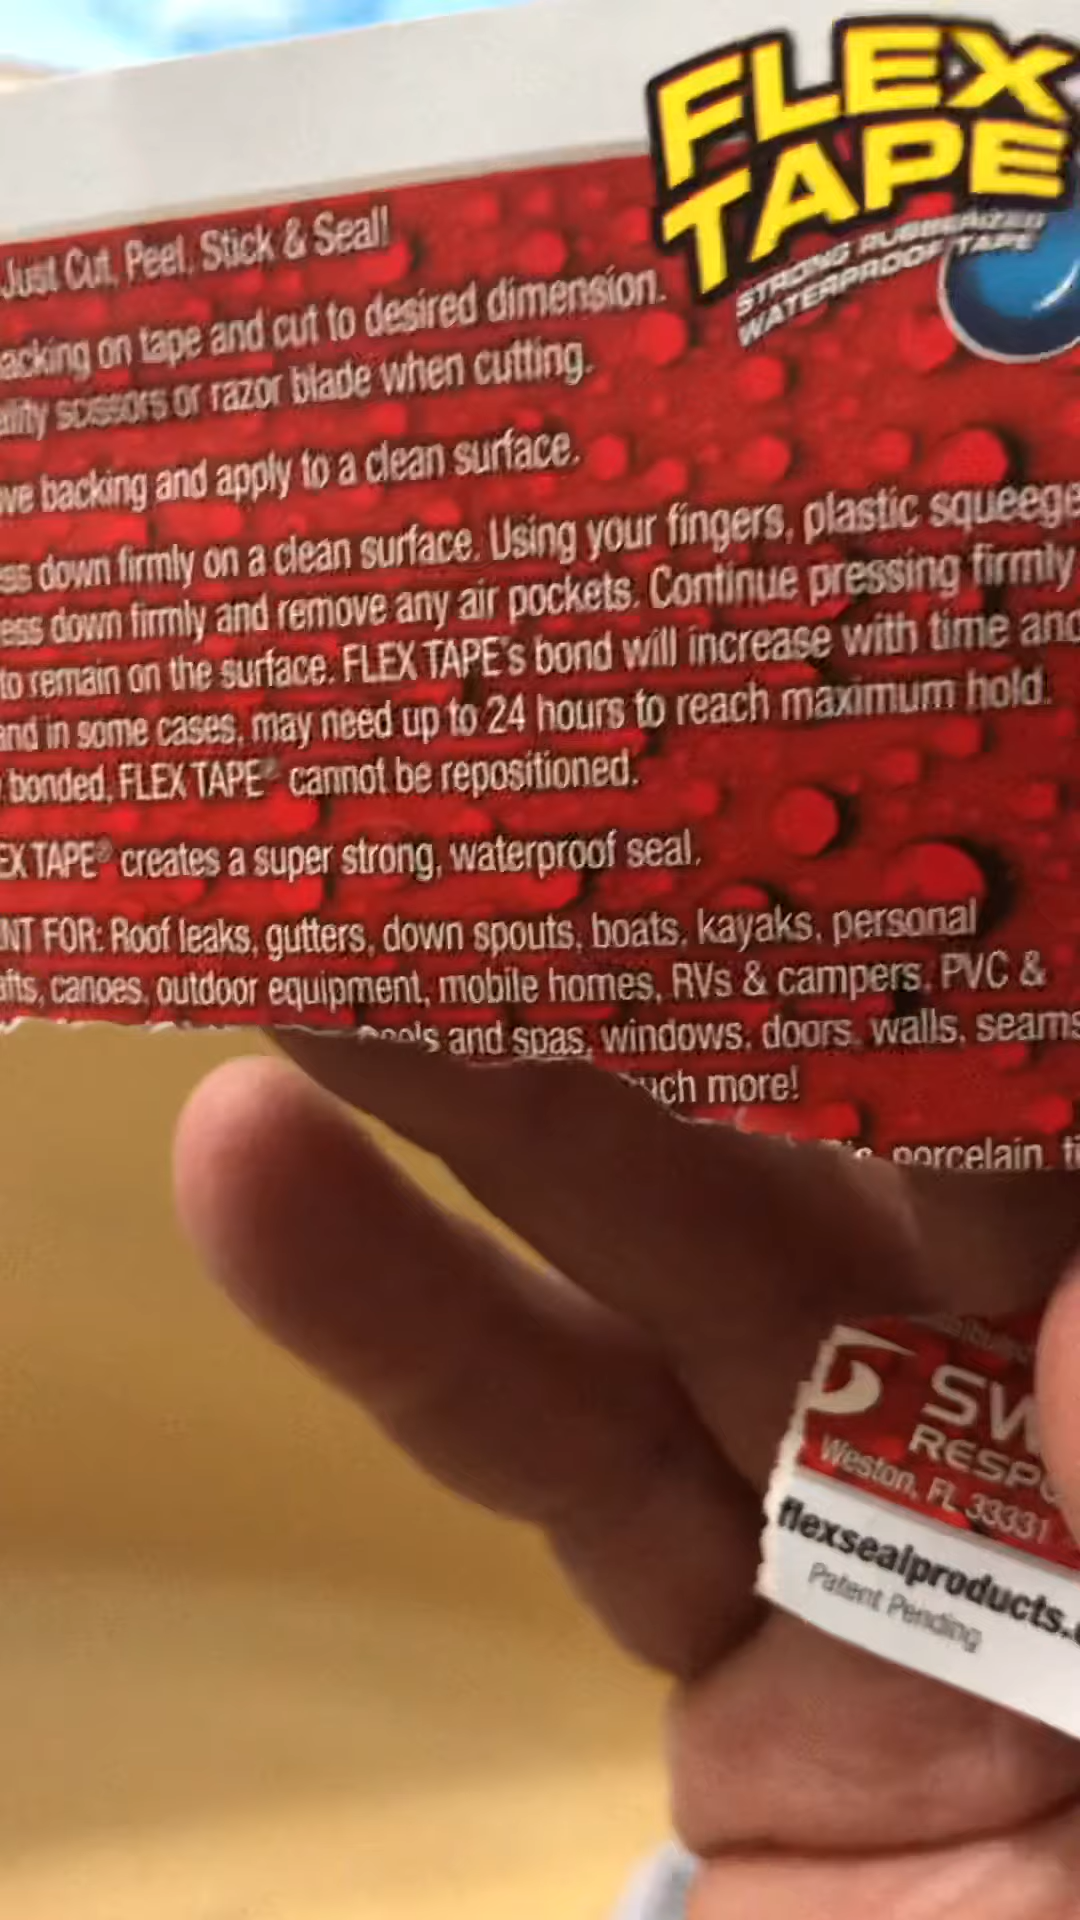 FLEX
TAPE
STRONG RUBBERIZED
WATERPROOF TAPE
Just Cut, Peel, Stick & Seal!
acking on tape and cut to desired dimension.
ality scissors or razor blade when cutting.
ve backing and apply to a clean surface.
ss down firmly on a clean surface. Using your fingers, plastic squeege
ess down firmly and remove any air pockets. Continue pressing firmly
to remain on the surface. FLEX TAPE's bond will increase with time and
and in some cases, may need up to 24 hours to reach maximum hold.
bonded, FLEX TAPE® cannot be repositioned.
EX TAPE® creates a super strong, waterproof seal.
NT FOR: Roof leaks, gutters, down spouts, boats, kayaks, personal
afts, canoes, outdoor equipment, mobile homes, RVs & campers, PVC &
ools and spas, windows, doors, walls, seams
uch more!
porcelain, ti
SW
RESPO
Weston, FL 33331
flexsealproducts.c
Patent Pending